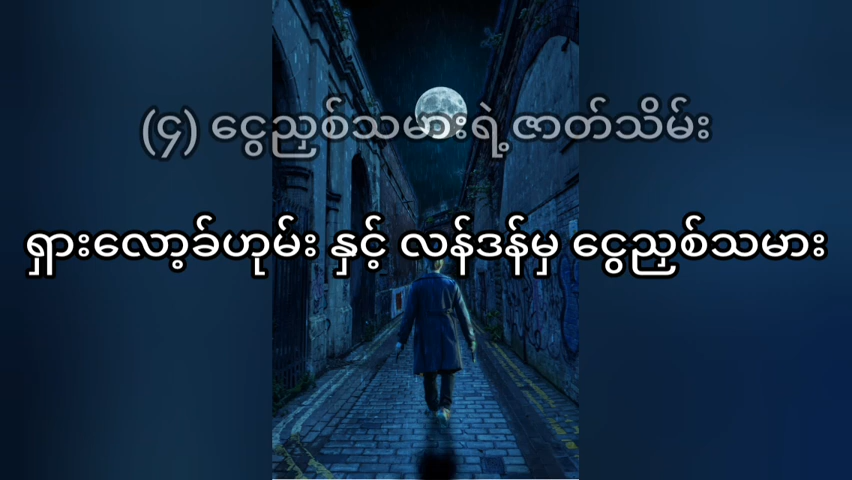 (၄) ငွေညှစ်သမားရဲ့ဇာတ်သိမ်း
ရှားလော့ခ်ဟုမ်း နှင့် လန်ဒန်မှ ငွေညှစ်သမား